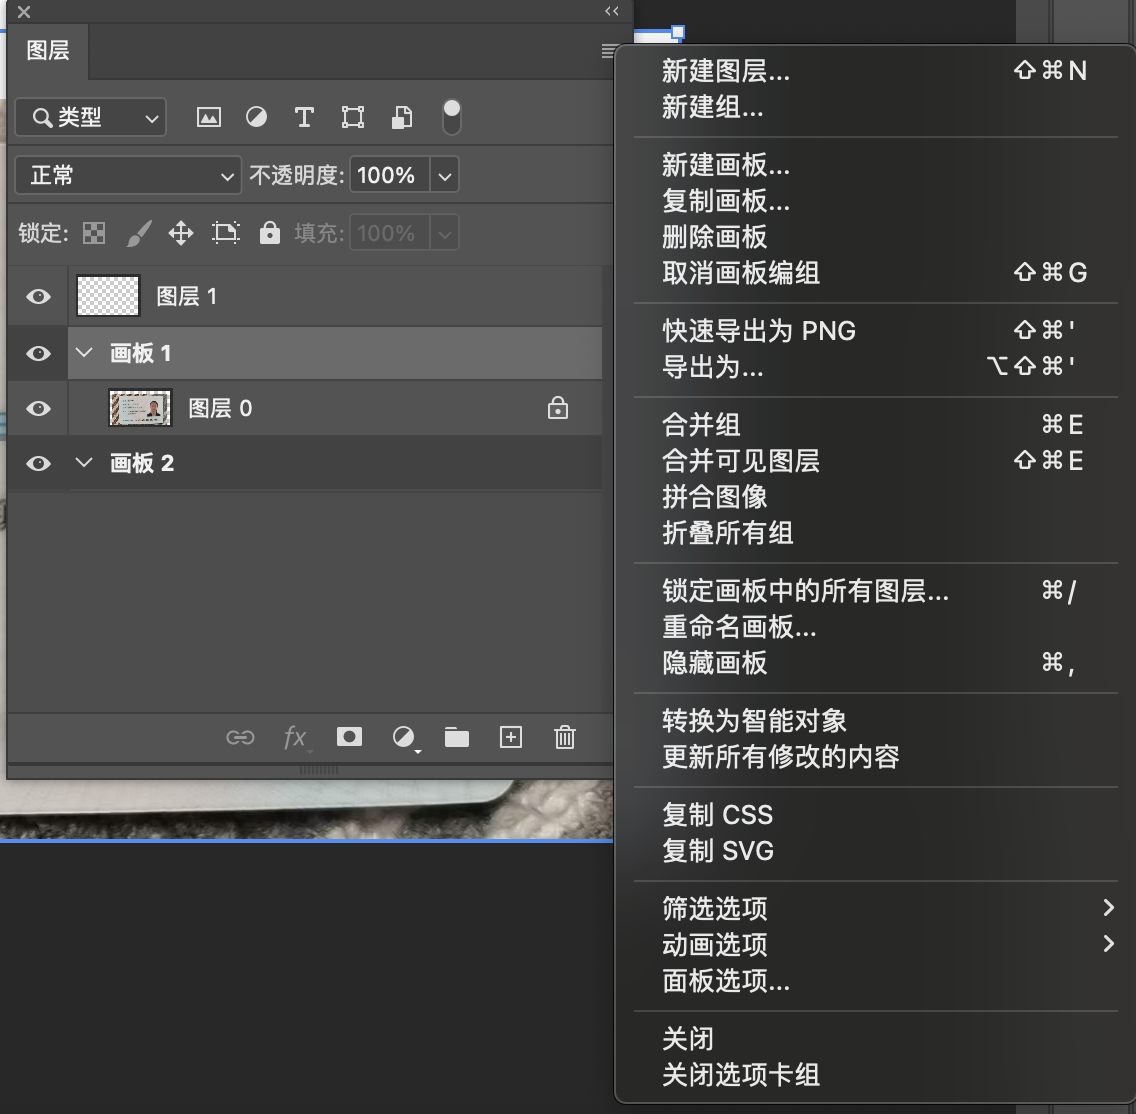 图层
类型
正常
不透明度: 100%
锁定:
填充: 100%
图层 1
画板 1
图层 0
画板 2
fx
新建图层... ⇧⌘N
新建组...
新建画板...
复制画板...
删除画板
取消画板编组 ⇧⌘G
快速导出为 PNG ⇧⌘'
导出为... ⌥⇧⌘'
合并组 ⌘E
合并可见图层 ⇧⌘E
拼合图像
折叠所有组
锁定画板中的所有图层... ⌘/
重命名画板...
隐藏画板 ⌘,
转换为智能对象
更新所有修改的内容
复制 CSS
复制 SVG
筛选选项
动画选项
面板选项...
关闭
关闭选项卡组